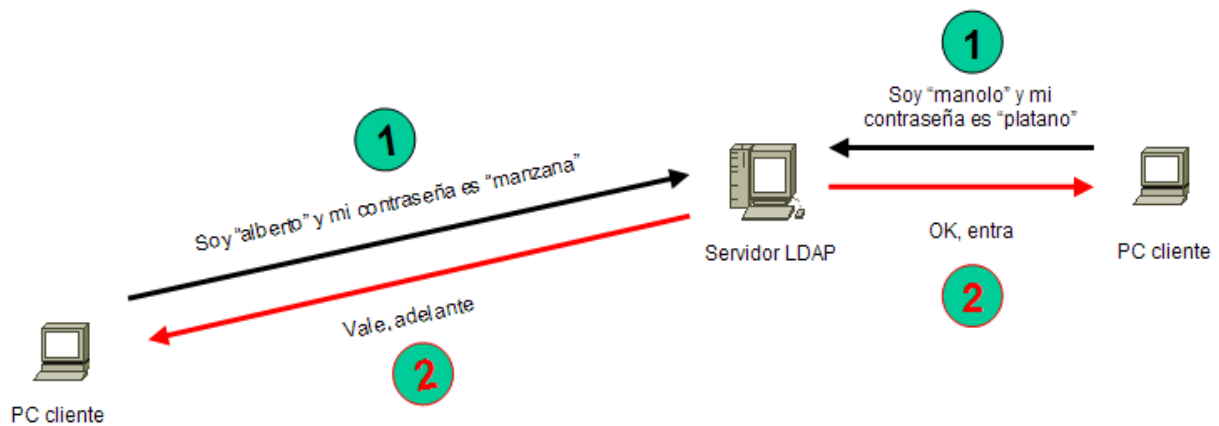 1
Soy “manolo” y mi
contraseña es “platano”
1
Soy “alberto” y mi contraseña es “manzana”
Servidor LDAP
OK, entra
PC cliente
2
Vale, adelante
2
PC cliente